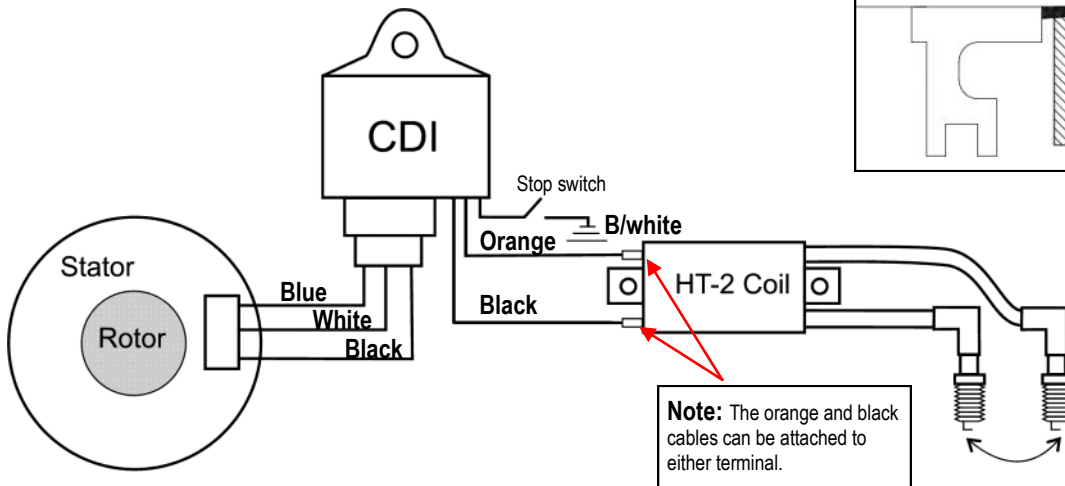 CDI
Stop switch
B/white
Orange
Stator
HT-2 Coil
Blue
Black
White
Rotor
Black
Note: The orange and black
cables can be attached to
either terminal.